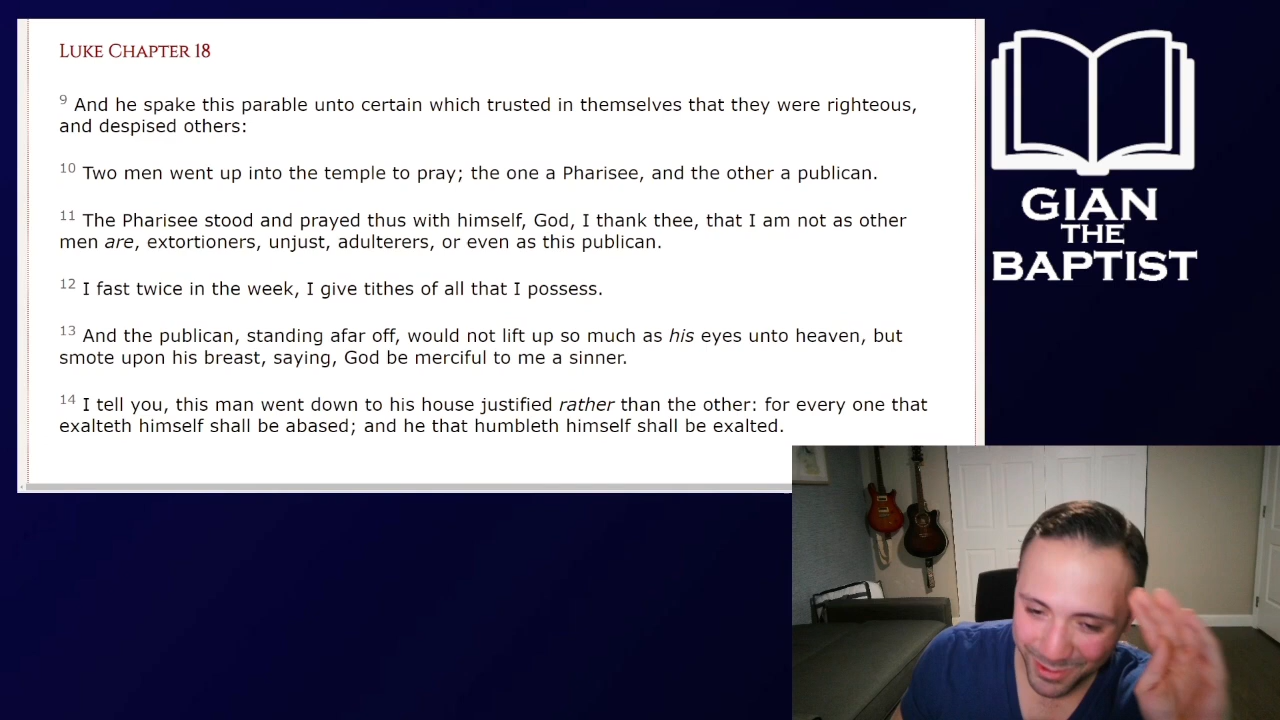 Luke Chapter 18
9 And he spake this parable unto certain which trusted in themselves that they were righteous,
and despised others:
10 Two men went up into the temple to pray; the one a Pharisee, and the other a publican.
11 The Pharisee stood and prayed thus with himself, God, I thank thee, that I am not as other
men are, extortioners, unjust, adulterers, or even as this publican.
12 I fast twice in the week, I give tithes of all that I possess.
13 And the publican, standing afar off, would not lift up so much as his eyes unto heaven, but
smote upon his breast, saying, God be merciful to me a sinner.
14 I tell you, this man went down to his house justified rather than the other: for every one that
exalteth himself shall be abased; and he that humbleth himself shall be exalted.
GIAN
THE
BAPTIST